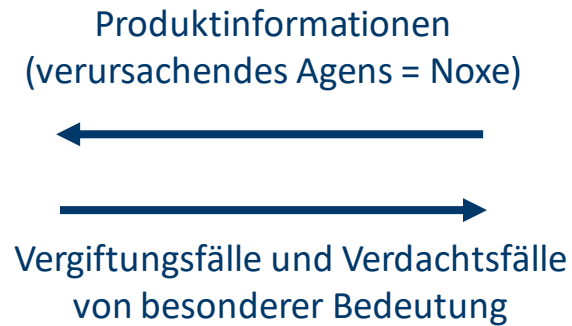 Produktinformationen
(verursachendes Agens = Noxe)
Vergiftungsfälle und Verdachtsfälle
von besonderer Bedeutung